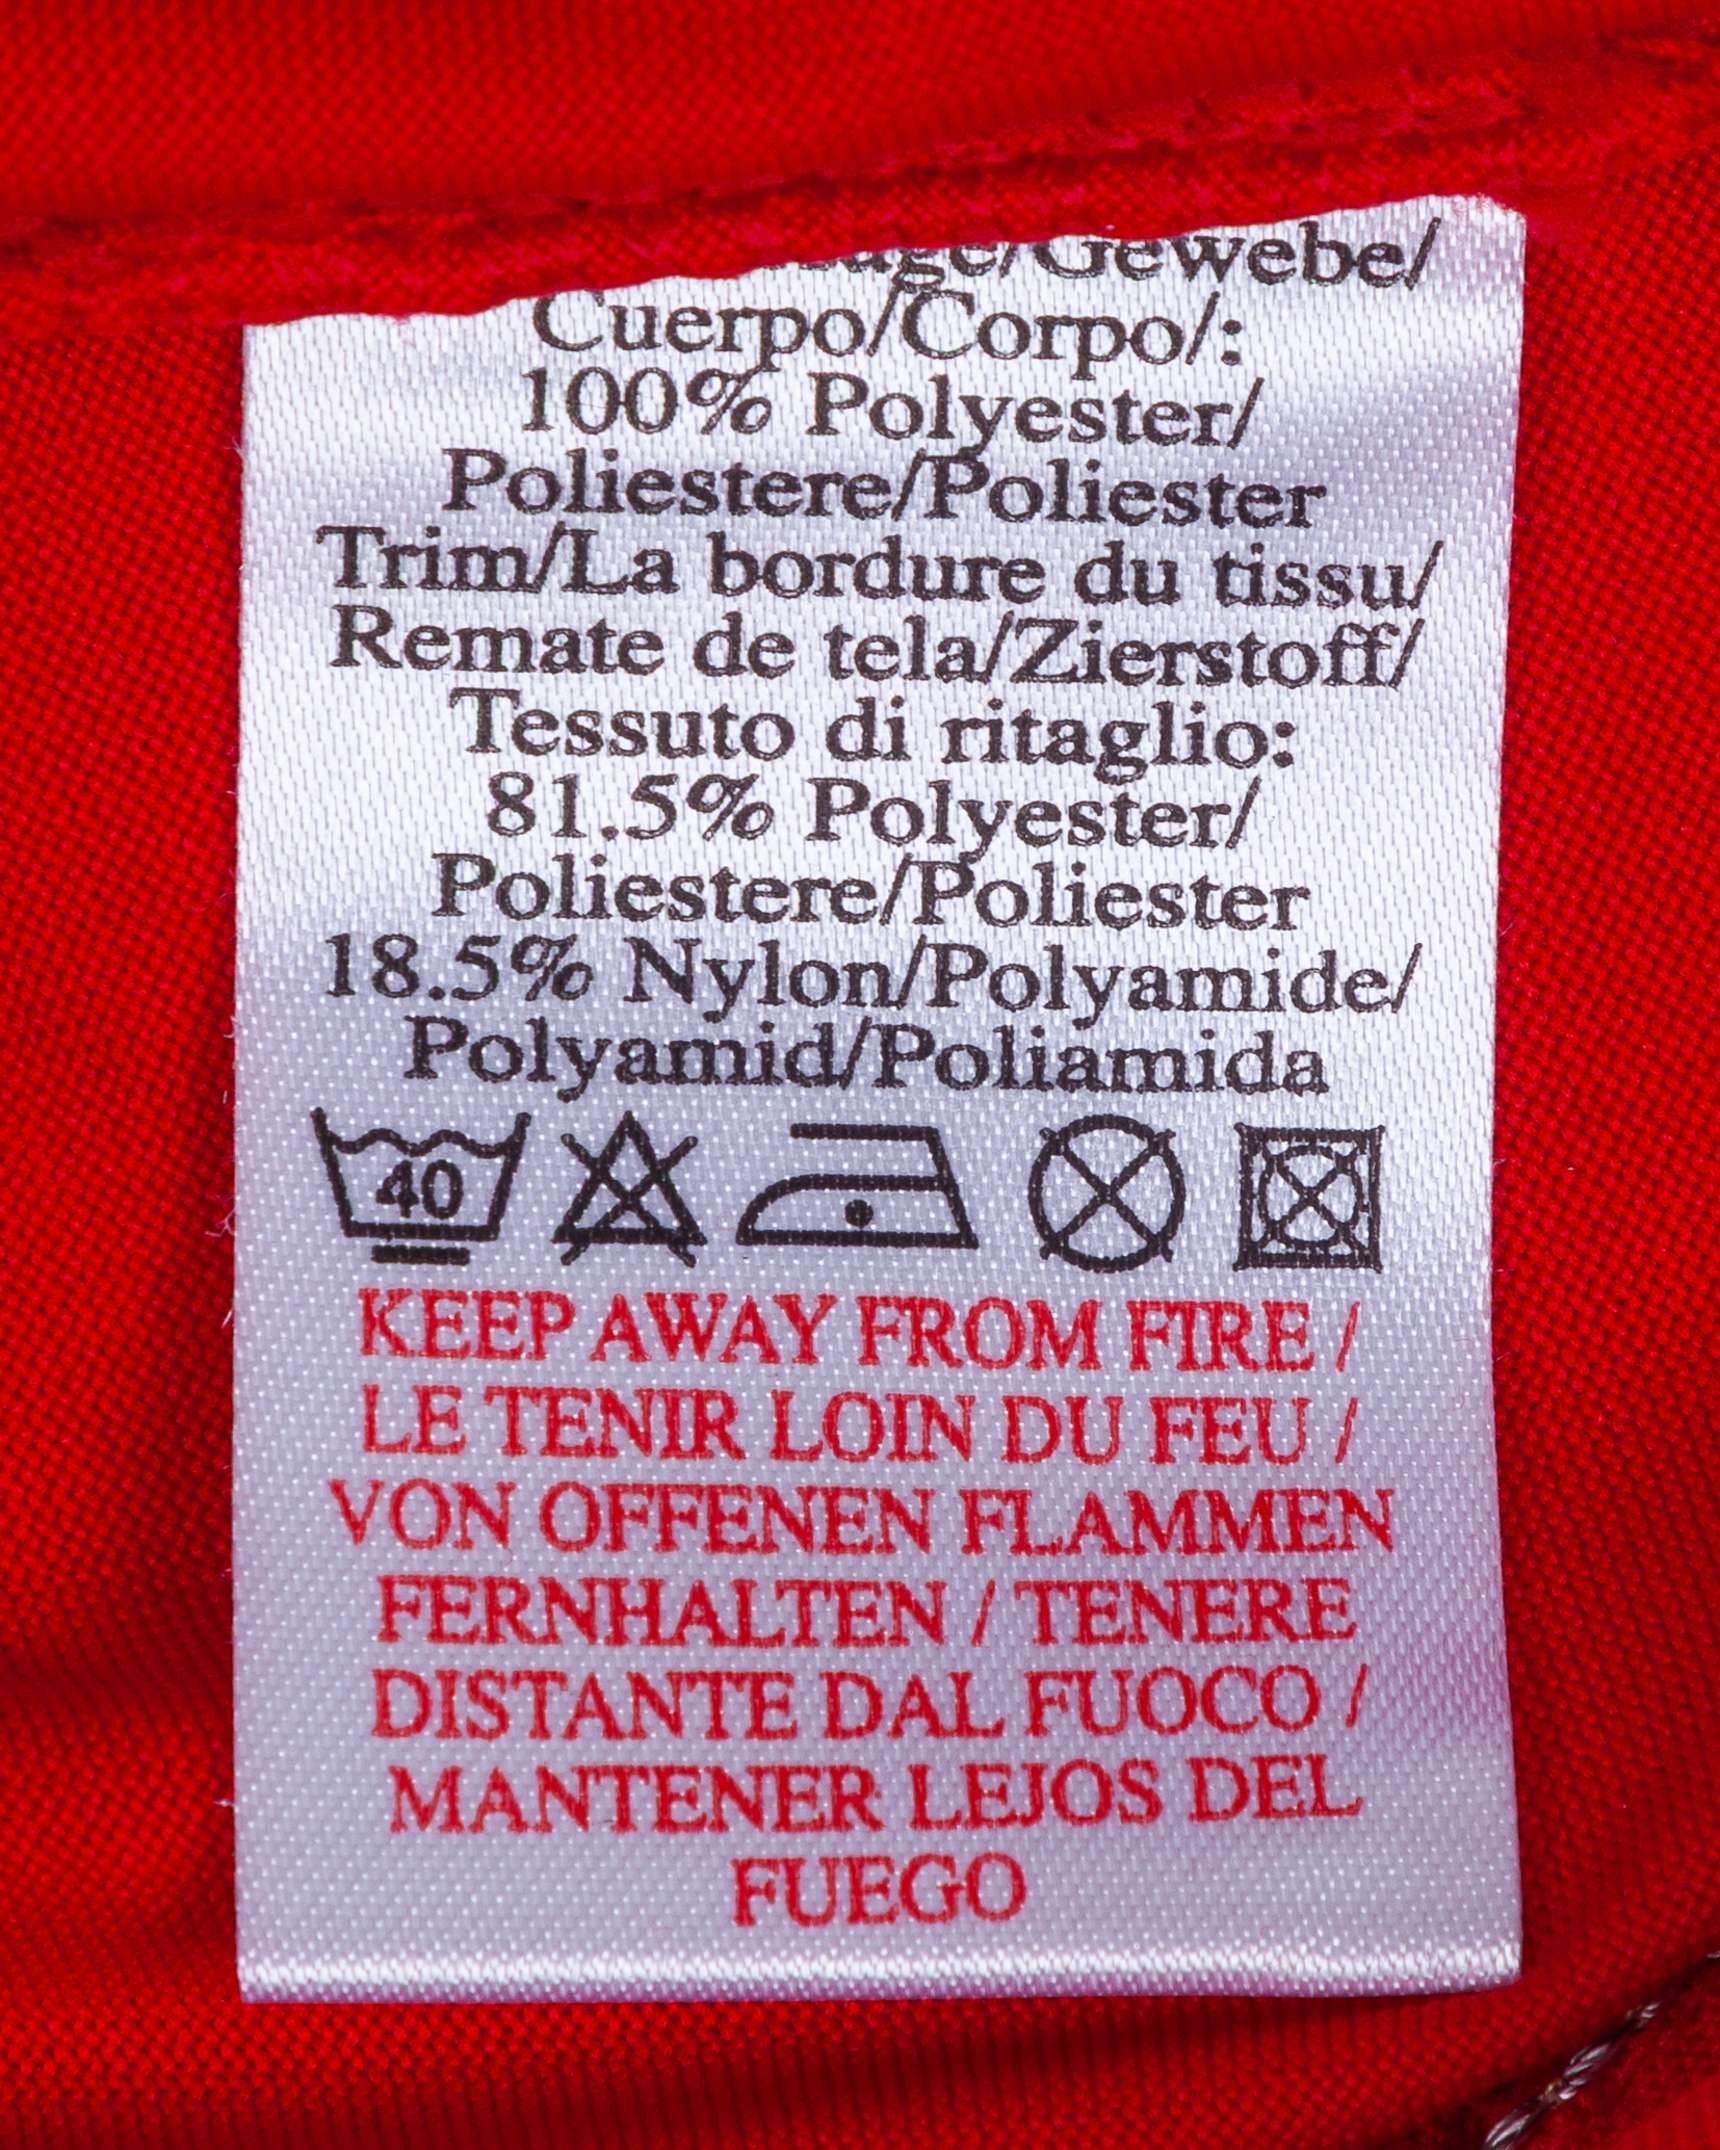 /Gewebe/
Cuerpo/Corpo/:
100% Polyester/
Poliestere/Poliester
Trim/La bordure du tissu/
Remate de tela/Zierstoff/
Tessuto di ritaglio:
81.5% Polyester/
Poliestere/Poliester
18.5% Nylon/Polyamide/
Polyamid/Poliamida
40
KEEP AWAY FROM FIRE /
LE TENIR LOIN DU FEU /
VON OFFENEN FLAMMEN
FERNHALTEN / TENERE
DISTANTE DAL FUOCO /
MANTENER LEJOS DEL
FUEGO